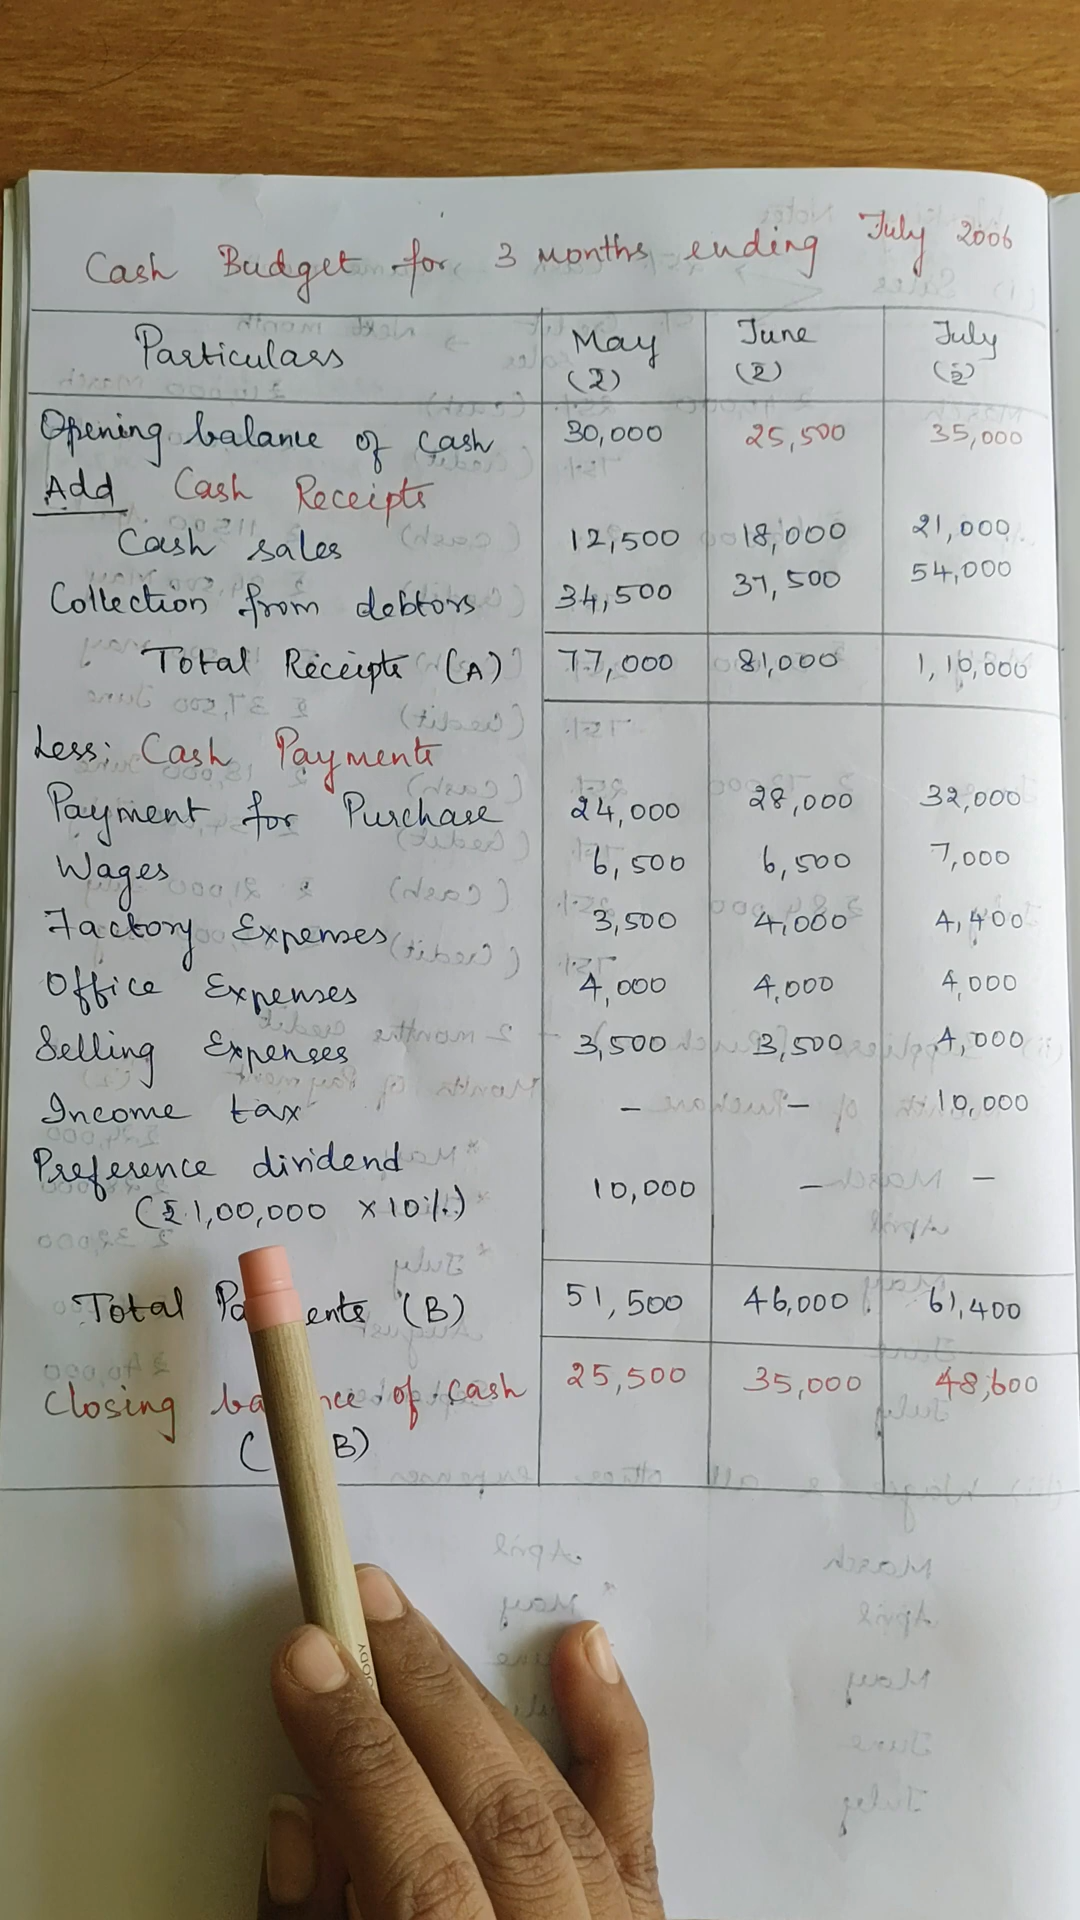 Cash Budget for 3 months ending July 2006
Particulars May June July
(₹) (₹) (₹)
Opening balance of cash 30,000 25,500 35,000
Add Cash Receipts
Cash sales 12,500 18,000 21,000
Collection from debtors 34,500 37,500 54,000
Total Receipts (A) 77,000 81,000 1,10,000
Less: Cash Payments
Payment for Purchase 24,000 28,000 32,000
Wages 6,500 6,500 7,000
Factory Expenses 3,500 4,000 4,400
Office Expenses 4,000 4,000 4,000
Selling Expenses 3,500 3,500 4,000
Income tax - - 10,000
Preference dividend
(₹1,00,000 x 10%) 10,000 - -
Total Pa ents (B) 51,500 46,000 61,400
Closing ba nce of cash 25,500 35,000 48,600
( B)